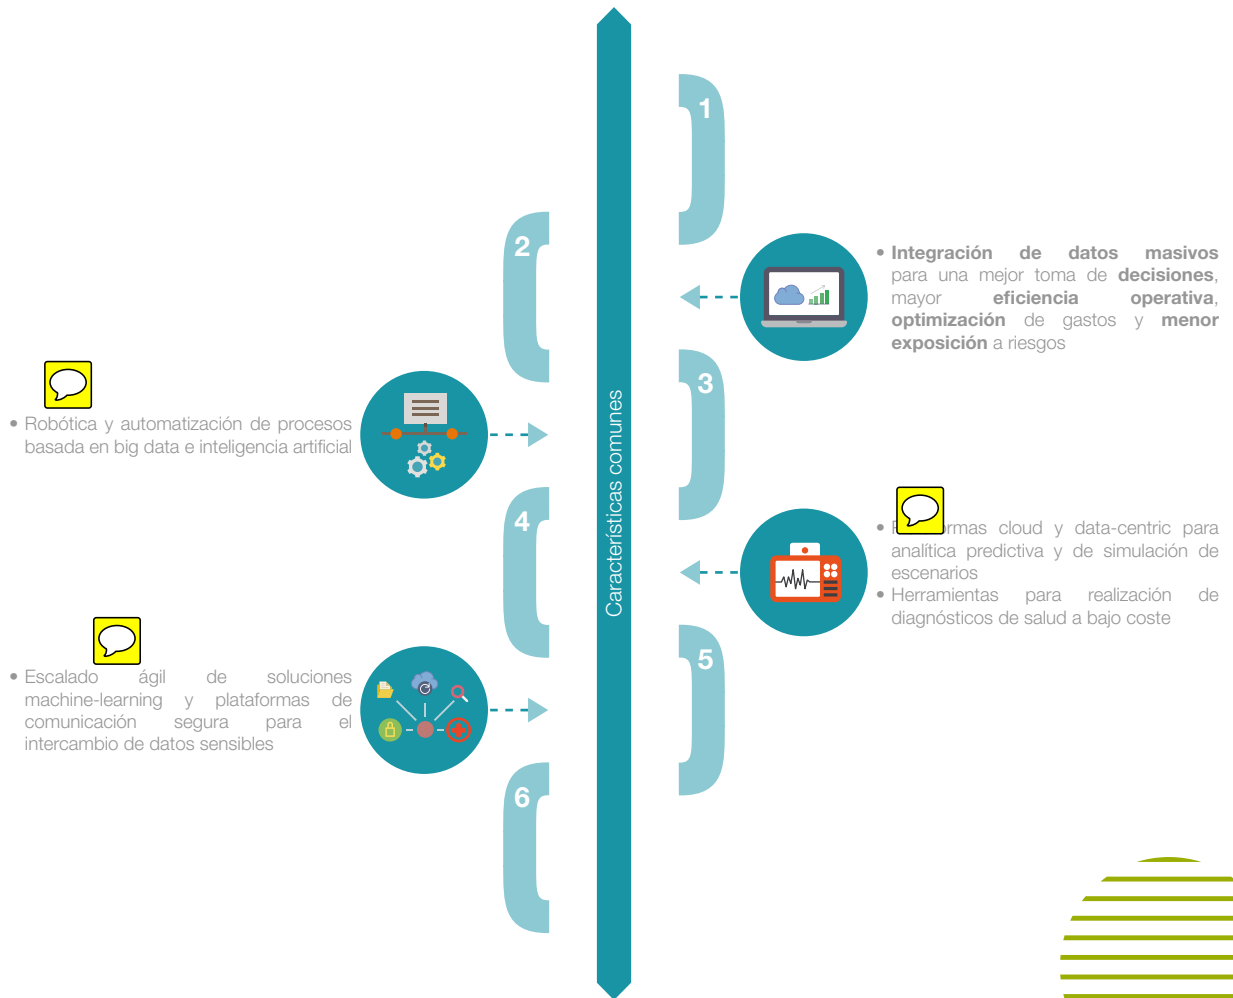 1
2
• Integración de datos masivos
para una mejor toma de decisiones,
mayor eficiencia operativa,
optimización de gastos y menor
exposición a riesgos
3
• Robótica y automatización de procesos
basada en big data e inteligencia artificial
Características comunes
4
• cloud y data-centric para
analítica predictiva y de simulación de
escenarios
• Herramientas para realización de
diagnósticos de salud a bajo coste
5
• Escalado ágil de soluciones
machine-learning y plataformas de
comunicación segura para el
intercambio de datos sensibles
6